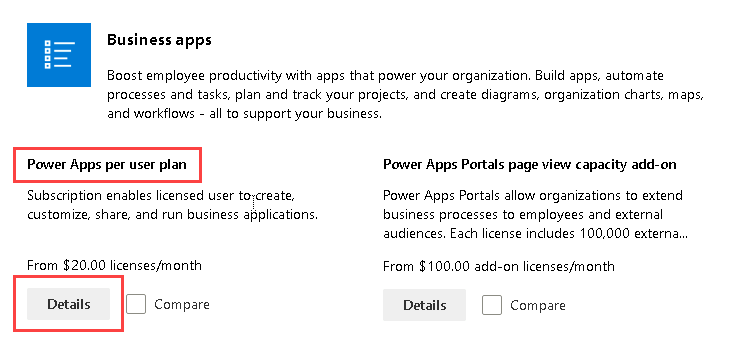 Business apps
Boost employee productivity with apps that power your organization. Build apps, automate
processes and tasks, plan and track your projects, and create diagrams, organization charts, maps,
and workflows - all to support your business.
Power Apps per user plan
Subscription enables licensed user to create,
customize, share, and run business applications.
From $20.00 licenses/month
Details
Compare
Power Apps Portals page view capacity add-on
Power Apps Portals allow organizations to extend
business processes to employees and external
audiences. Each license includes 100,000 externa...
From $100.00 add-on licenses/month
Details
Compare